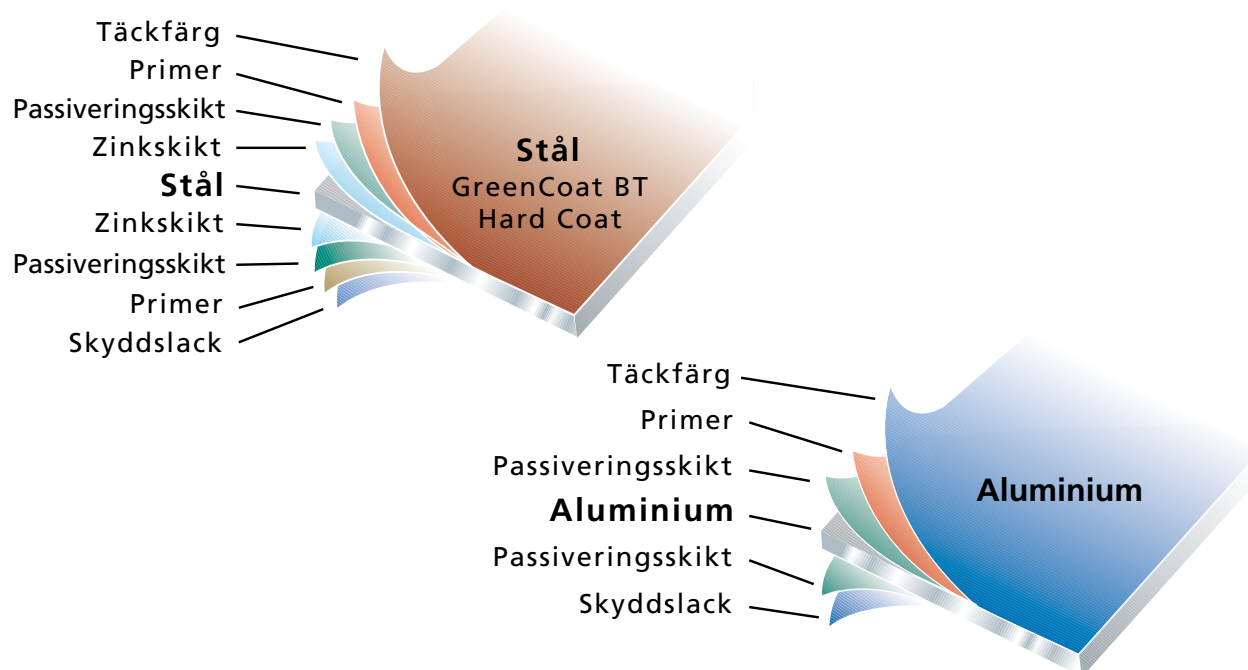 Täckfärg
Primer
Passiveringsskikt
Zinkskikt
Stål
Zinkskikt
Passiveringsskikt
Primer
Skyddslack
Stål
GreenCoat BT
Hard Coat
Täckfärg
Primer
Passiveringsskikt
Aluminium
Passiveringsskikt
Skyddslack
Aluminium